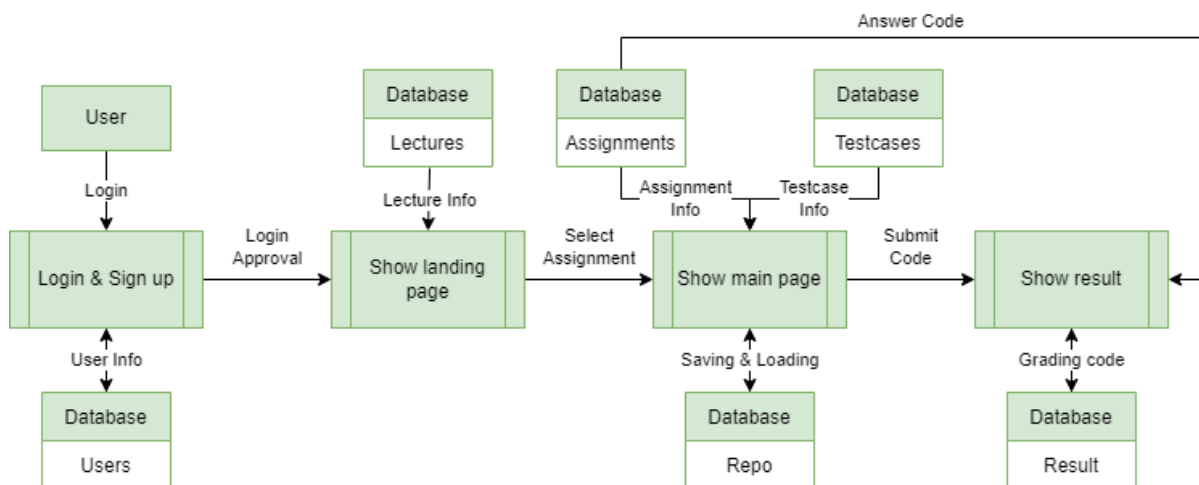 Answer Code
User
Database
Lectures
Database
Assignments
Database
Testcases
Login
Lecture Info
Assignment
Info
Testcase
Info
Login & Sign up
Login
Approval
Show landing
page
Select
Assignment
Show main page
Submit
Code
Show result
User Info
Saving & Loading
Grading code
Database
Users
Database
Repo
Database
Result